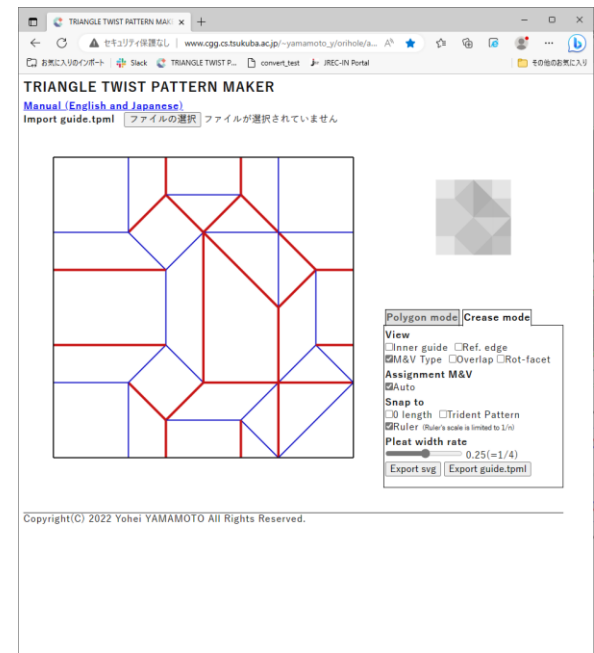 TRIANGLE TWIST PATTERN MAK
セキュリティ保護なし | www.cgg.cs.tsukuba.ac.jp/~yamamoto_y/orihole/a...
お気に入りのインポート Slack TRIANGLE TWIST P... convert_test JREC-IN Portal その他のお気に入り
TRIANGLE TWIST PATTERN MAKER
Manual (English and Japanese)
Import guide.tpml ファイルの選択 ファイルが選択されていません
Polygon mode Crease mode
View
Inner guide Ref. edge
M&V Type Overlap Rot-facet
Assignment M&V
Auto
Snap to
0 length Trident Pattern
Ruler (Ruler's scale is limited to 1/n)
Pleat width rate
0.25(=1/4)
Export svg Export guide.tpml
Copyright(C) 2022 Yohei YAMAMOTO All Rights Reserved.